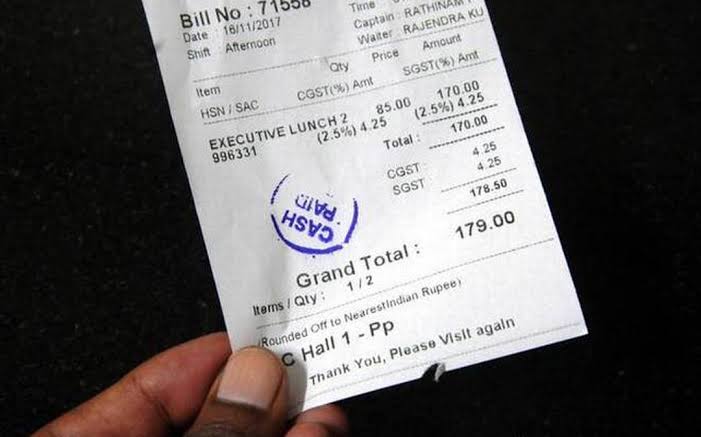 Bill No : 71558 Time :
Date : 16/11/2017 Captain : RATHINAM
Shift Afternoon Waiter : RAJENDRA KU
Item Qty Price Amount
HSN / SAC CGST(%) Amt SGST(%) Amt
EXECUTIVE LUNCH 2 85.00 170.00
996331 (2.5%) 4.25 (2.5%) 4.25
Total : 170.00
CGST : 4.25
SGST 4.25
178.50
CASH
PAID
Grand Total : 179.00
Items / Qty : 1 / 2
(Rounded Off to NearestIndian Rupee)
C Hall 1 - Pp
Thank You, Please Visit again